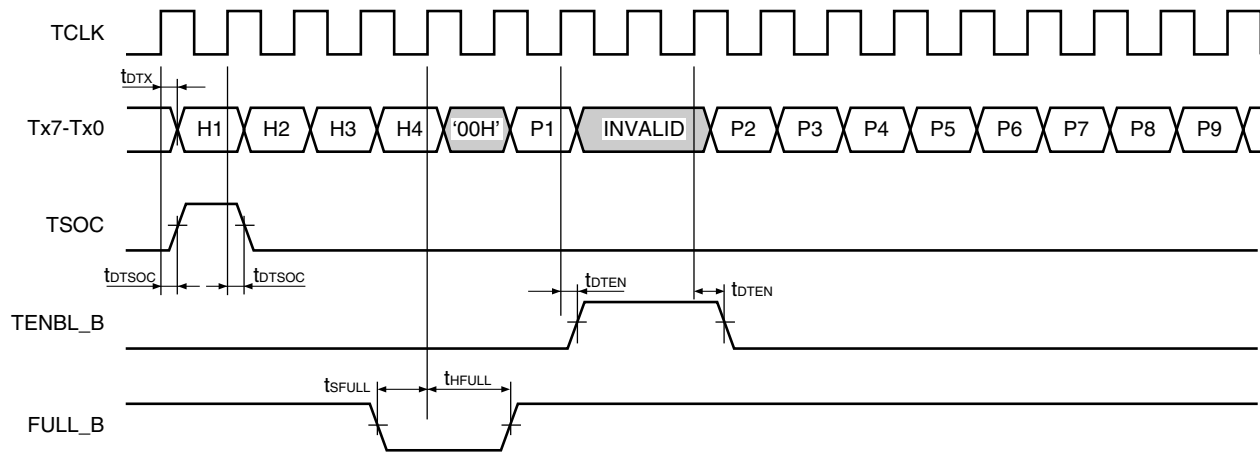 TCLK
tDTX
Tx7-Tx0 H1 H2 H3 H4 ‘00H’ P1 INVALID P2 P3 P4 P5 P6 P7 P8 P9
TSOC
tDTSOC tDTSOC tDTEN tDTEN
TENBL_B
tSFULL tHFULL
FULL_B